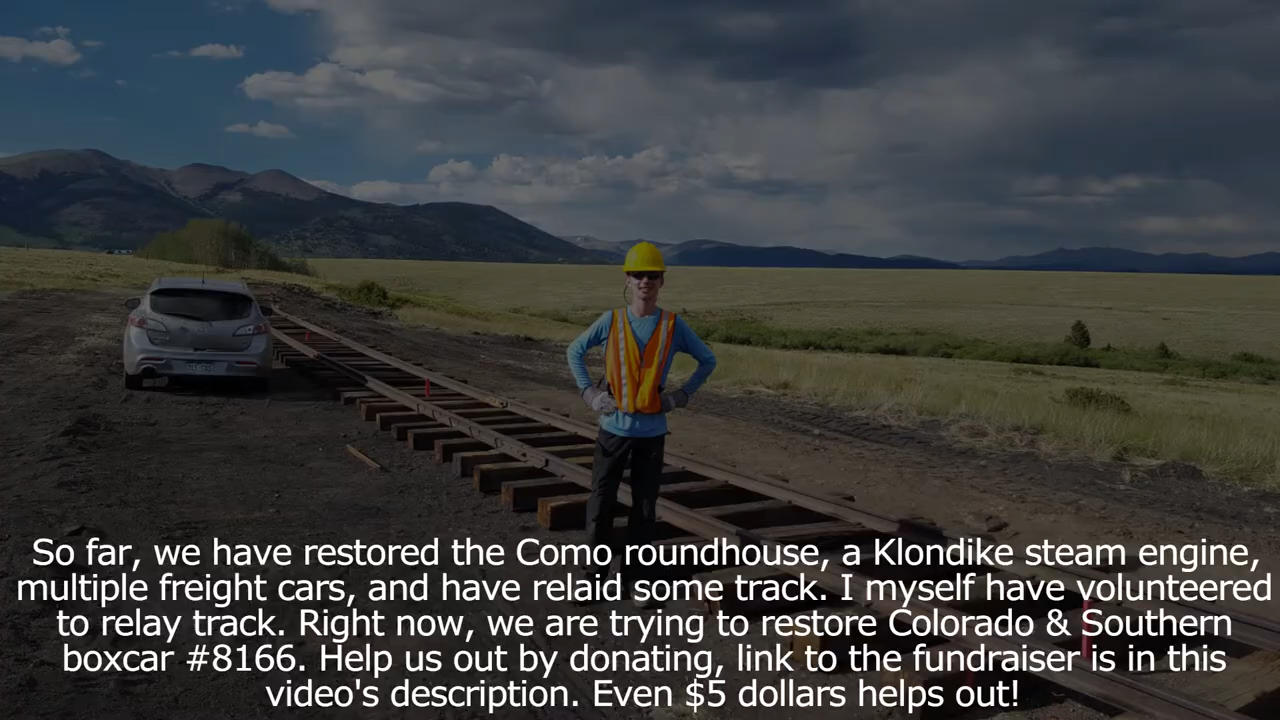 So far, we have restored the Como roundhouse, a Klondike steam engine,
multiple freight cars, and have relaid some track. I myself have volunteered
to relay track. Right now, we are trying to restore Colorado & Southern
boxcar #8166. Help us out by donating, link to the fundraiser is in this
video's description. Even $5 dollars helps out!